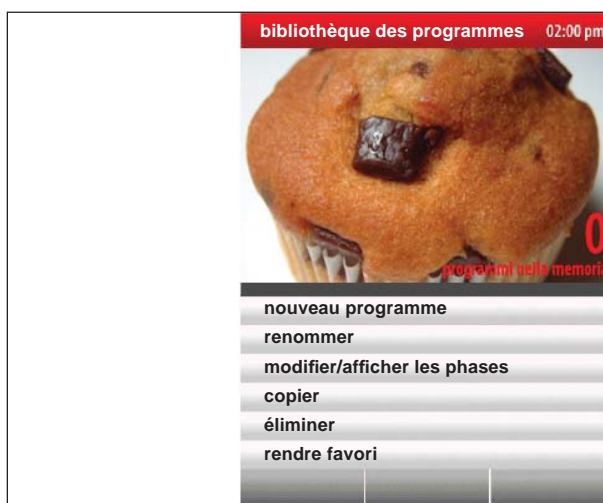 bibliothèque des programmes 02:00 pm
0
programmi nella memoria
nouveau programme
renommer
modifier/afficher les phases
copier
éliminer
rendre favori